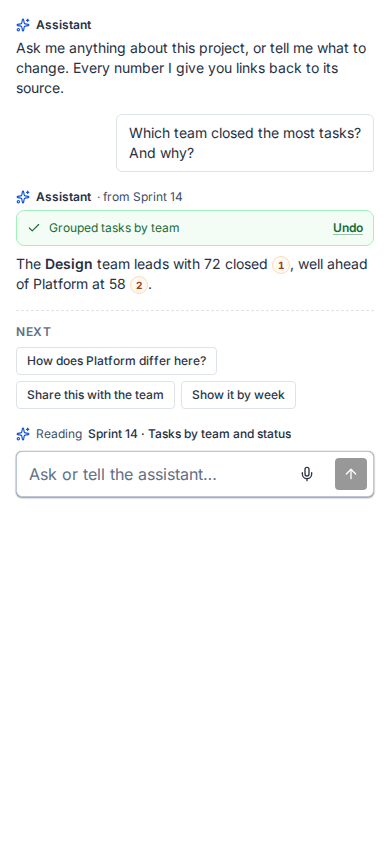 Assistant
Ask me anything about this project, or tell me what to
change. Every number I give you links back to its
source.
Which team closed the most tasks?
And why?
Assistant · from Sprint 14
Grouped tasks by team Undo
The Design team leads with 72 closed 1, well ahead
of Platform at 58 2.
NEXT
How does Platform differ here?
Share this with the team Show it by week
Reading Sprint 14 · Tasks by team and status
Ask or tell the assistant...